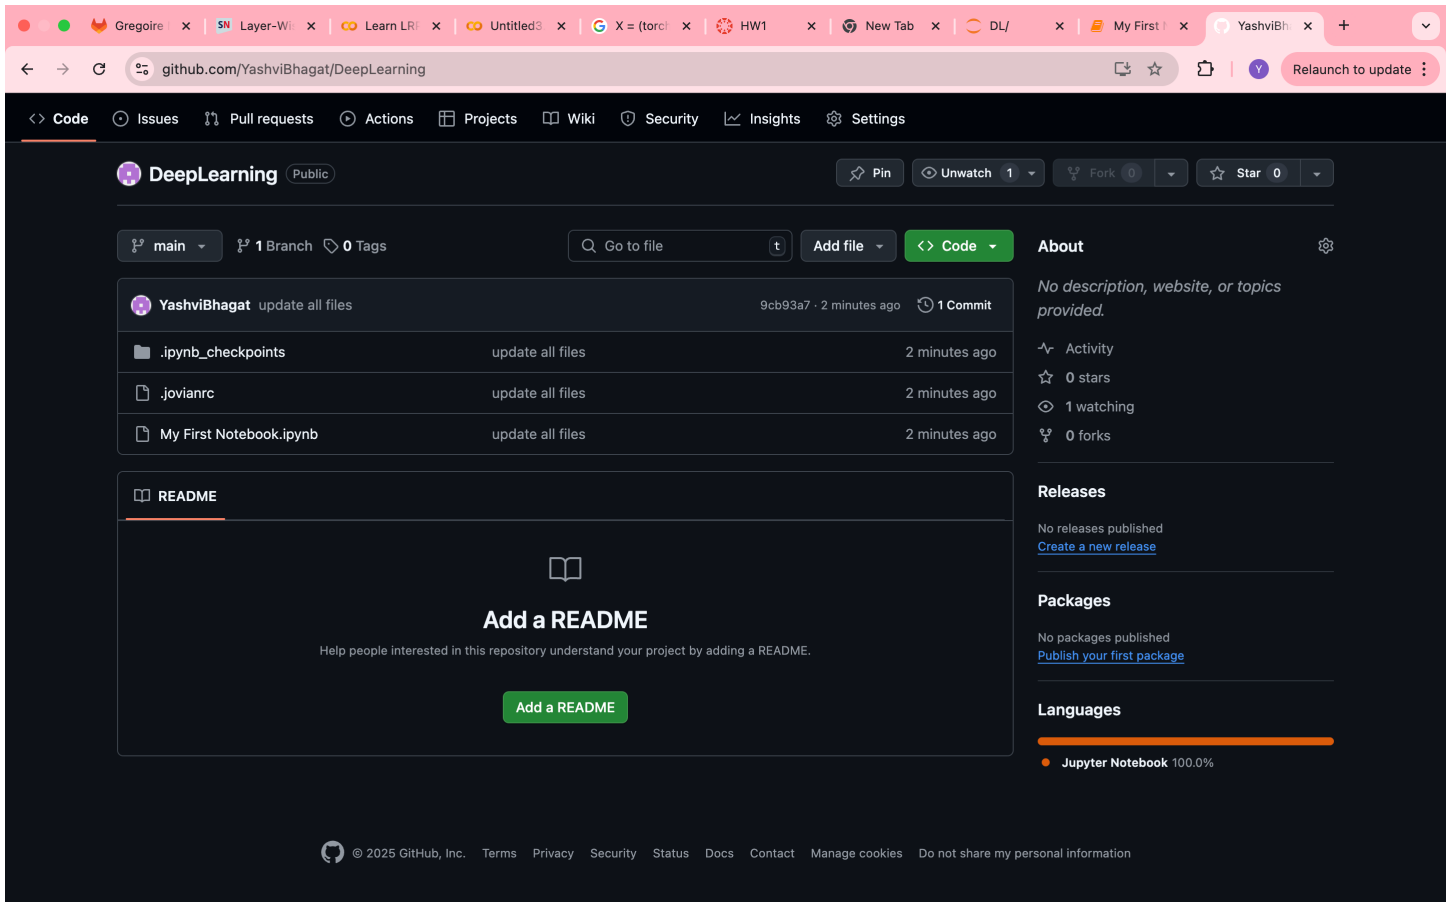 Gregoire
Layer-Wi
Learn LRF
Untitled3
X = (torch
HW1
New Tab
DL/
My First N
YashviBh
github.com/YashviBhagat/DeepLearning
Y
Relaunch to update
Code
Issues
Pull requests
Actions
Projects
Wiki
Security
Insights
Settings
DeepLearning
Public
Pin
Unwatch 1
Fork 0
Star 0
main
1 Branch
0 Tags
Go to file
t
Add file
Code
YashviBhagat update all files
9cb93a7 · 2 minutes ago
1 Commit
.ipynb_checkpoints update all files 2 minutes ago
.jovianrc update all files 2 minutes ago
My First Notebook.ipynb update all files 2 minutes ago
README
Add a README
Help people interested in this repository understand your project by adding a README.
Add a README
About
No description, website, or topics
provided.
Activity
0 stars
1 watching
0 forks
Releases
No releases published
Create a new release
Packages
No packages published
Publish your first package
Languages
Jupyter Notebook 100.0%
© 2025 GitHub, Inc. Terms Privacy Security Status Docs Contact Manage cookies Do not share my personal information